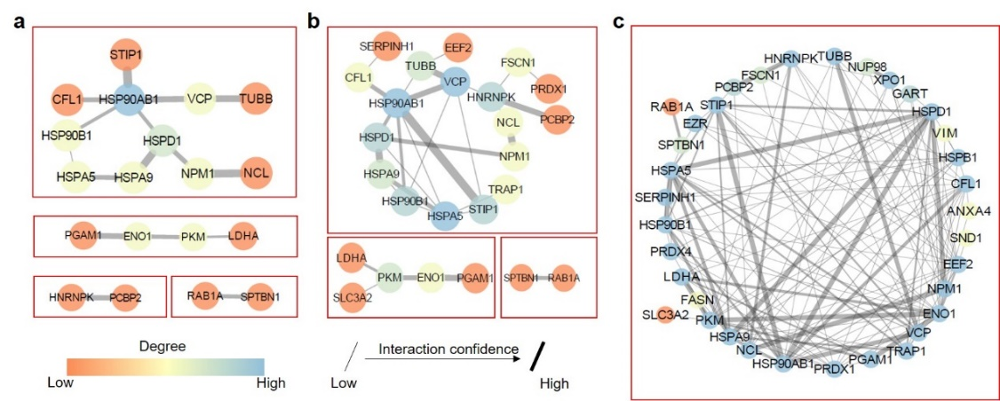 a
STIP1
CFL1 HSP90AB1 VCP TUBB
HSP90B1 HSPD1
HSPA5 HSPA9 NPM1 NCL
PGAM1 ENO1 PKM LDHA
HNRNPK PCBP2
RAB1A SPTBN1
Degree
Low High
b
SERPINH1 EEF2
TUBB FSCN1
CFL1 VCP PRDX1
HSP90AB1 HNRNPK
PCBP2
NCL
HSPD1
NPM1
HSPA9
TRAP1
HSP90B1 STIP1
HSPA5
LDHA
PKM ENO1 PGAM1
SLC3A2
SPTBN1 RAB1A
Interaction confidence
Low High
c
HNRNPK TUBB
FSCN1 NUP98
XPO1
PCBP2 GART
RAB1A STIP1 HSPD1
EZR VIM
SPTBN1
HSPB1
HSPA5
CFL1
SERPINH1
ANXA4
HSP90B1
SND1
PRDX4
EEF2
LDHA
NPM1
FASN
SLC3A2 PKM ENO1
HSPA9 VCP
NCL TRAP1
HSP90AB1 PRDX1 PGAM1